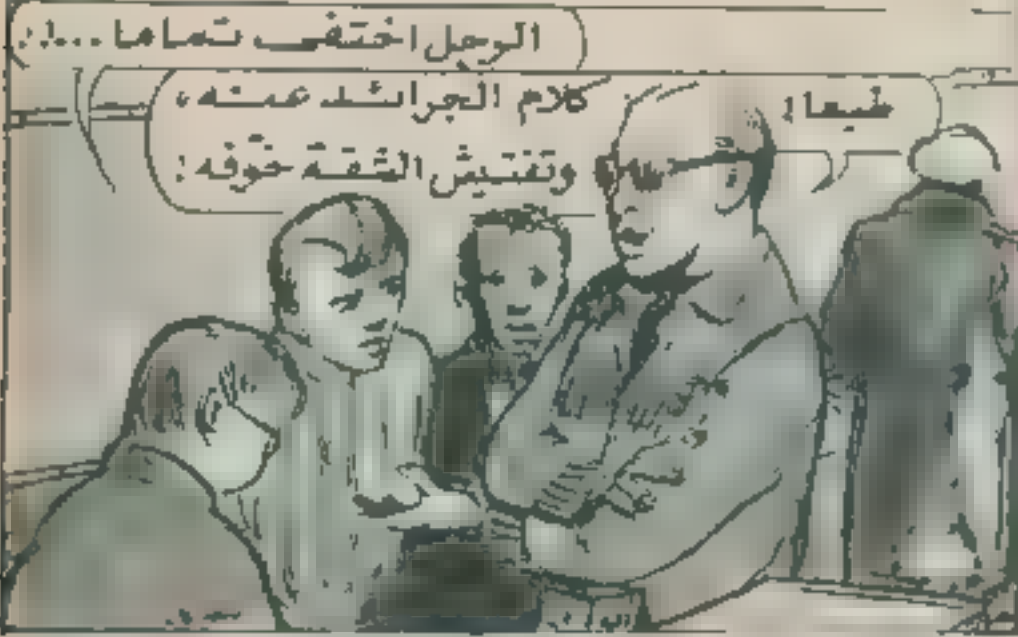 الرجل اختفى تماما...!
طبعا!
كلام الجرائد عنه،
وتفتيش الشقة خوفه!